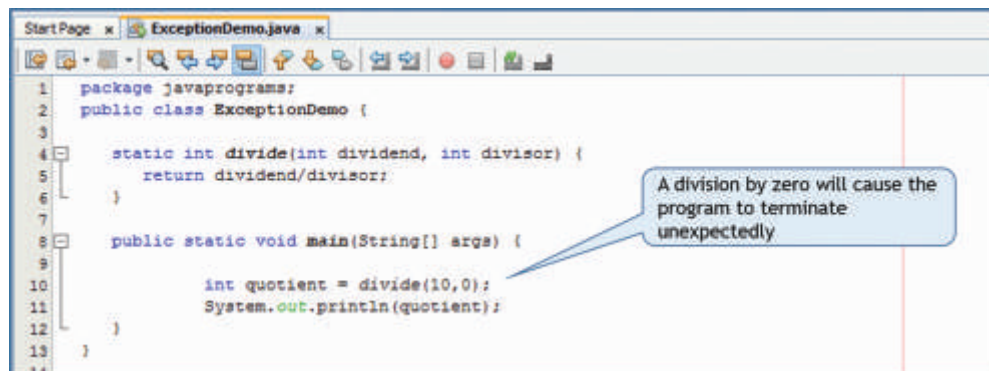 Start Page x ExceptionDemo.java x
1 package javaprograms;
2 public class ExceptionDemo {
3
4 static int divide(int dividend, int divisor) {
5 return dividend/divisor;
6 }
7
8 public static void main(String[] args) {
9
10 int quotient = divide(10,0);
11 System.out.println(quotient);
12 }
13 }
14
A division by zero will cause the
program to terminate
unexpectedly